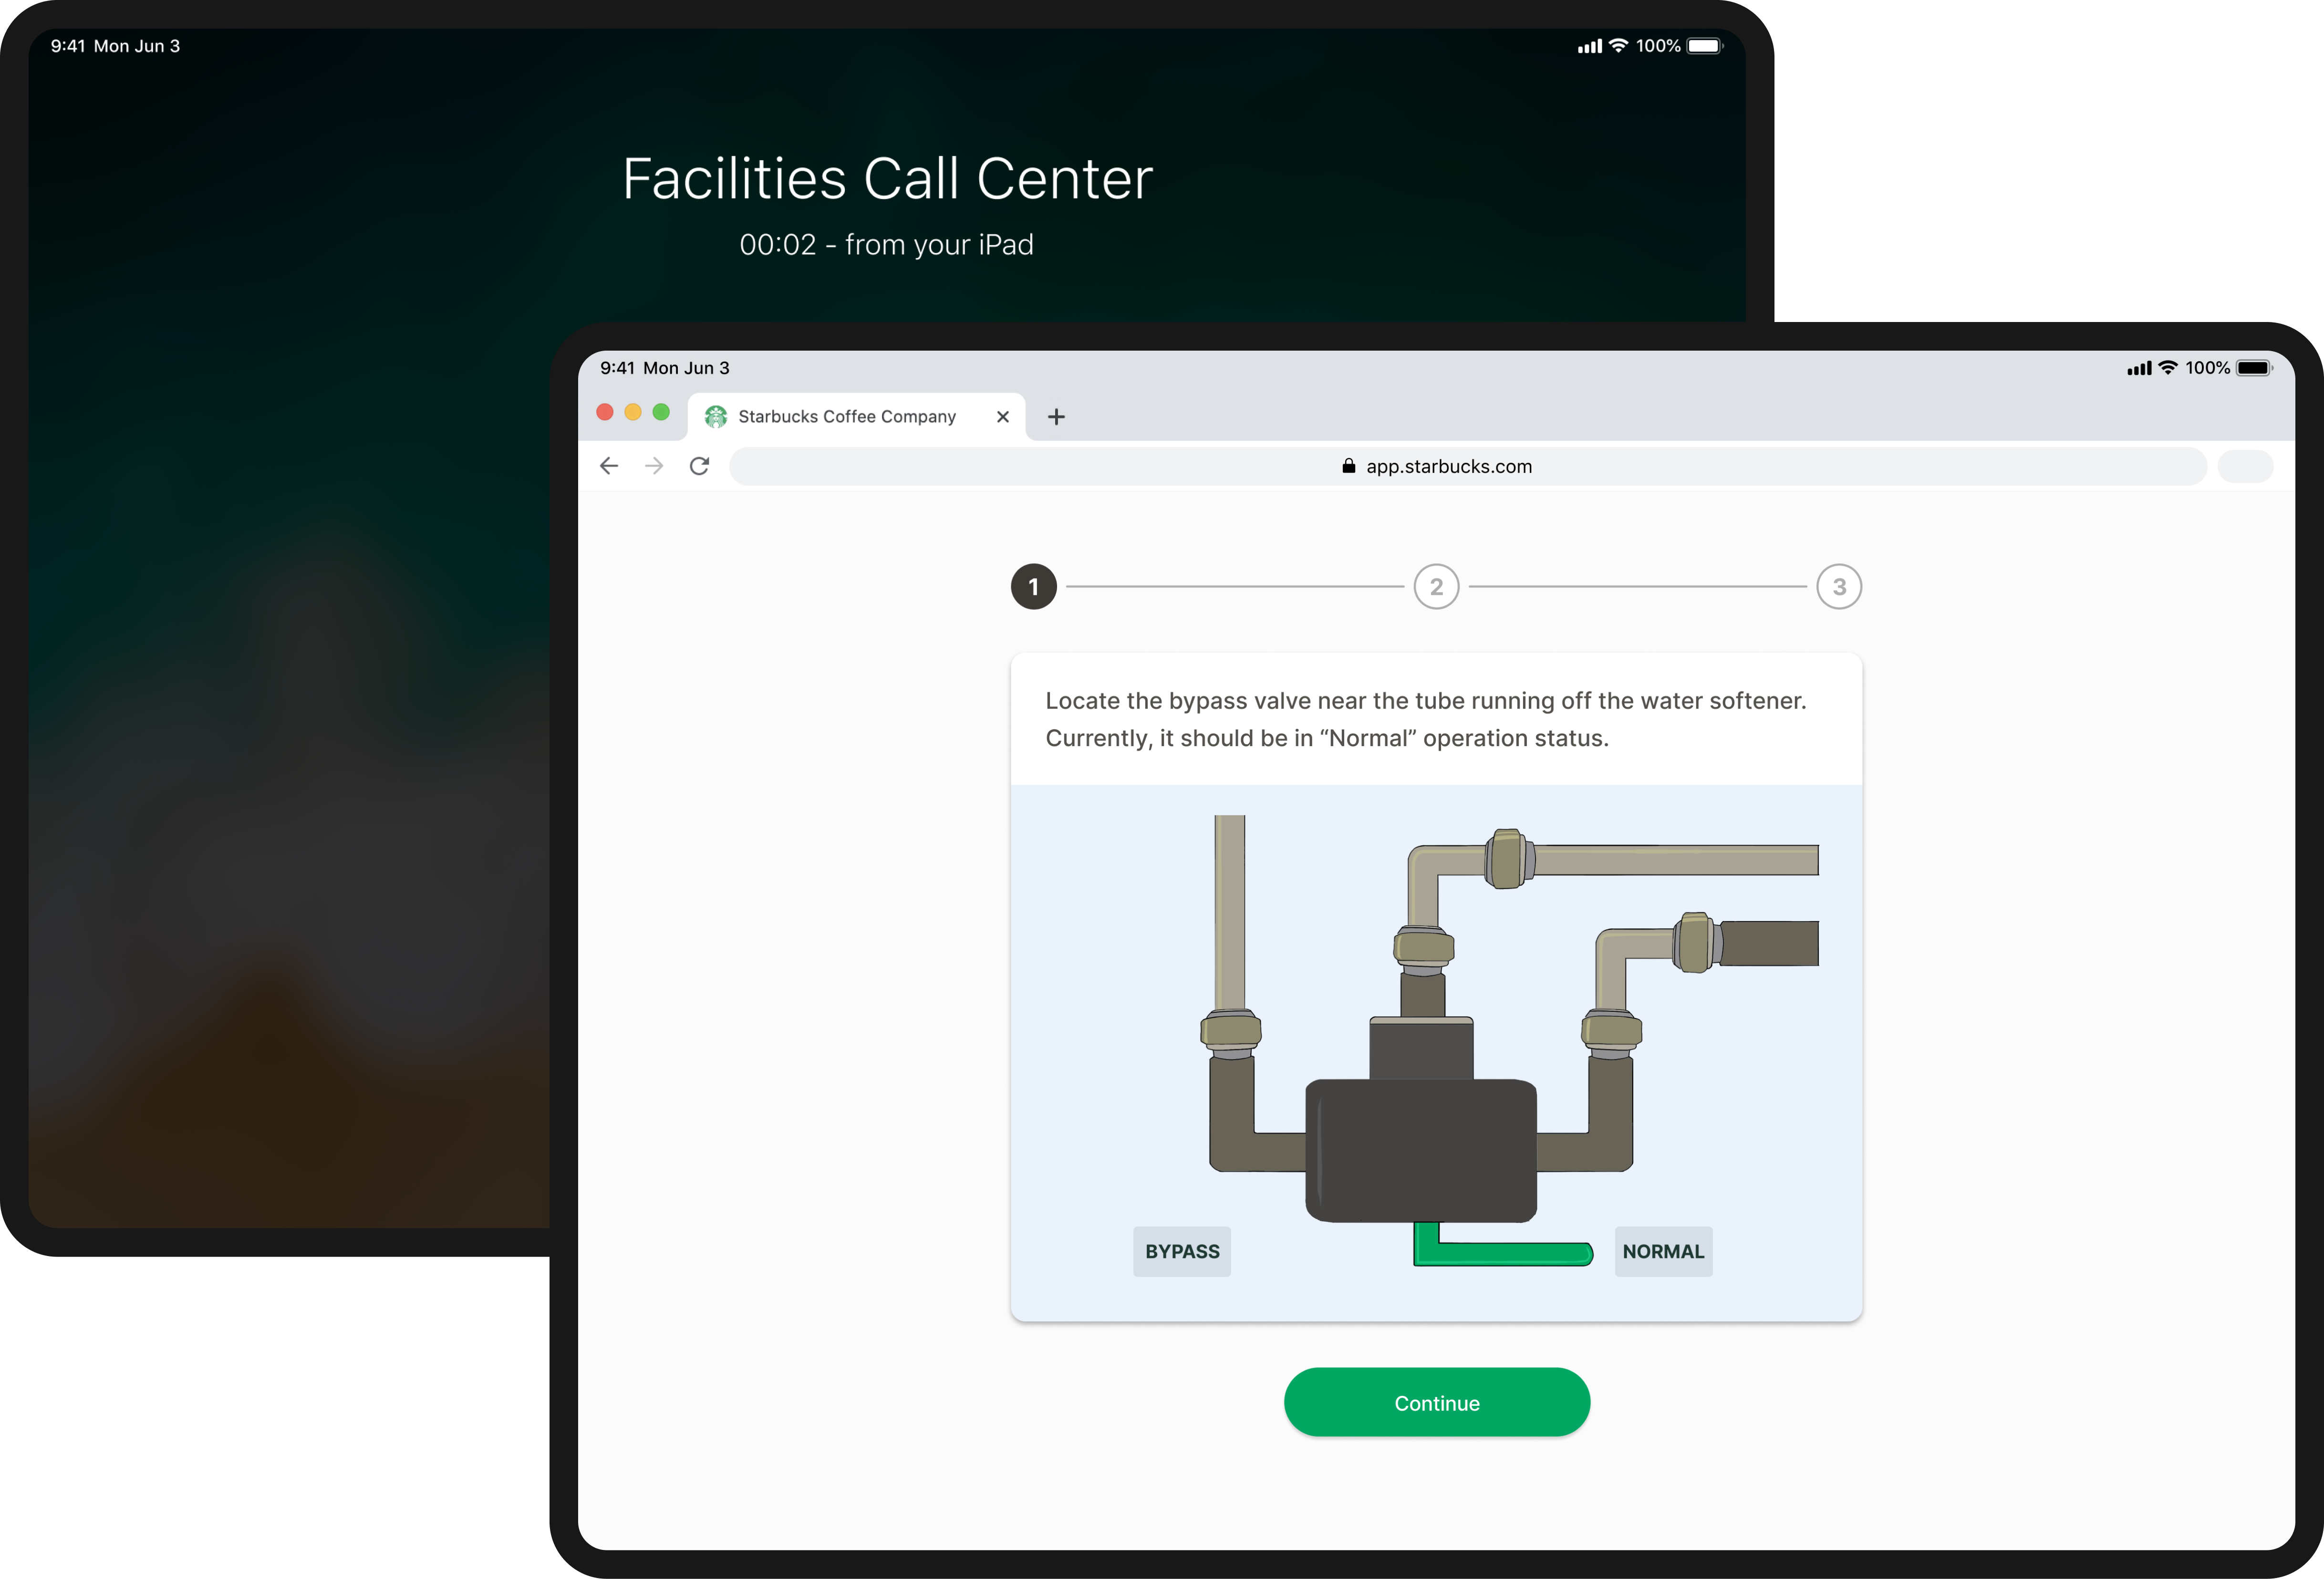 9:41 Mon Jun 3
100%
Facilities Call Center
00:02 - from your iPad
9:41 Mon Jun 3
100%
Starbucks Coffee Company
app.starbucks.com
1
2
3
Locate the bypass valve near the tube running off the water softener.
Currently, it should be in “Normal” operation status.
BYPASS
NORMAL
Continue